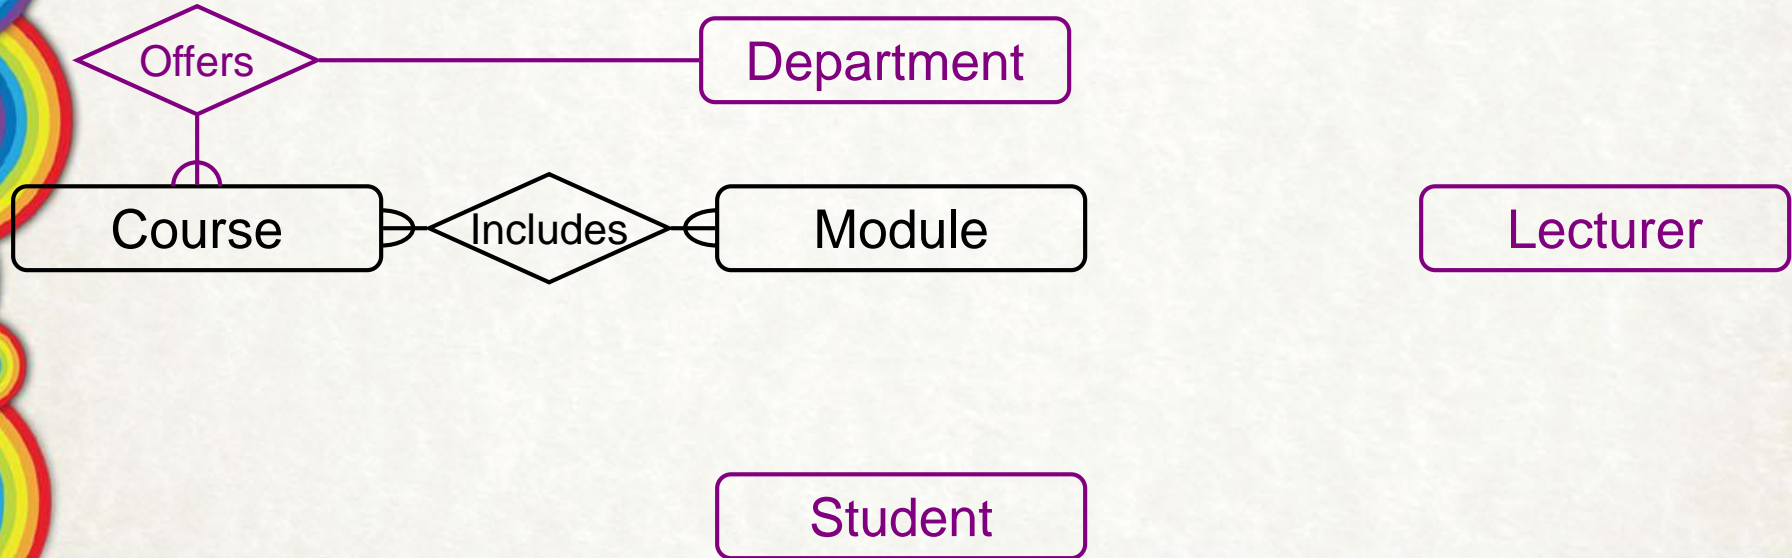 Offers
Department
Course
Includes
Module
Lecturer
Student